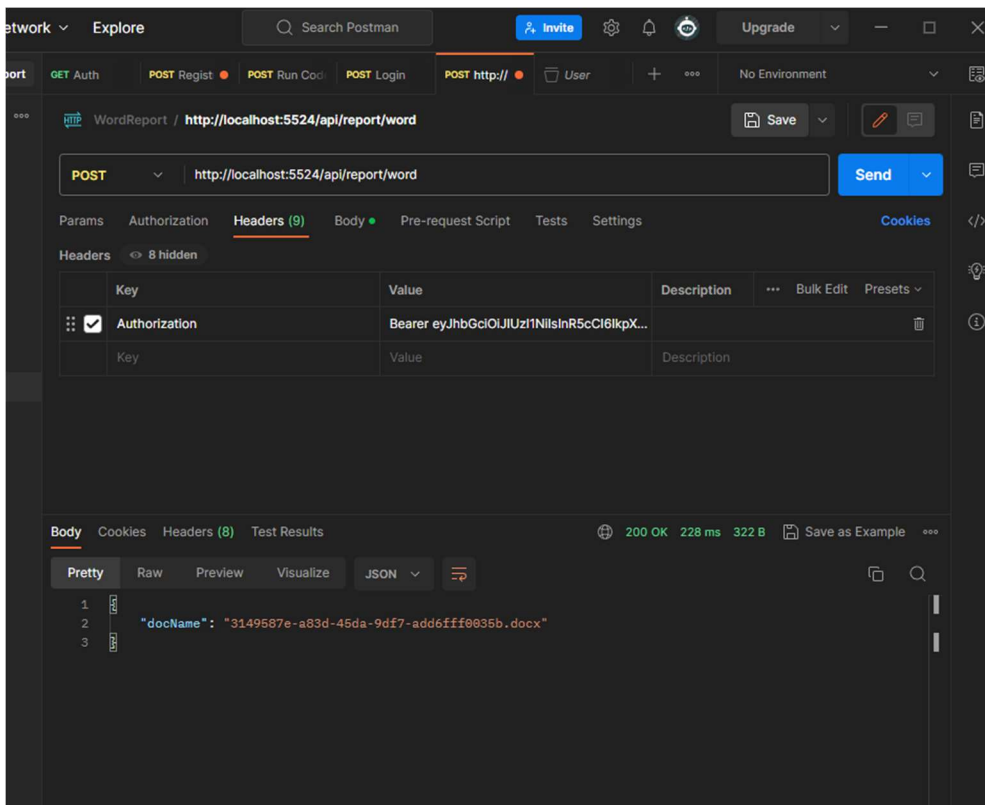 etwork Explore Search Postman Invite Upgrade
port GET Auth POST Regist POST Run Cod POST Login POST http:// User + No Environment
HTTP WordReport / http://localhost:5524/api/report/word Save
POST http://localhost:5524/api/report/word Send
Params Authorization Headers (9) Body Pre-request Script Tests Settings Cookies
Headers 8 hidden
Key Value Description ••• Bulk Edit Presets
Authorization Bearer eyJhbGciOiJIUzI1NiIsInR5cCI6IkpX...
Key Value Description
Body Cookies Headers (8) Test Results 200 OK 228 ms 322 B Save as Example
Pretty Raw Preview Visualize JSON
1 {
2 "docName": "3149587e-a83d-45da-9df7-add6fff0035b.docx"
3 }